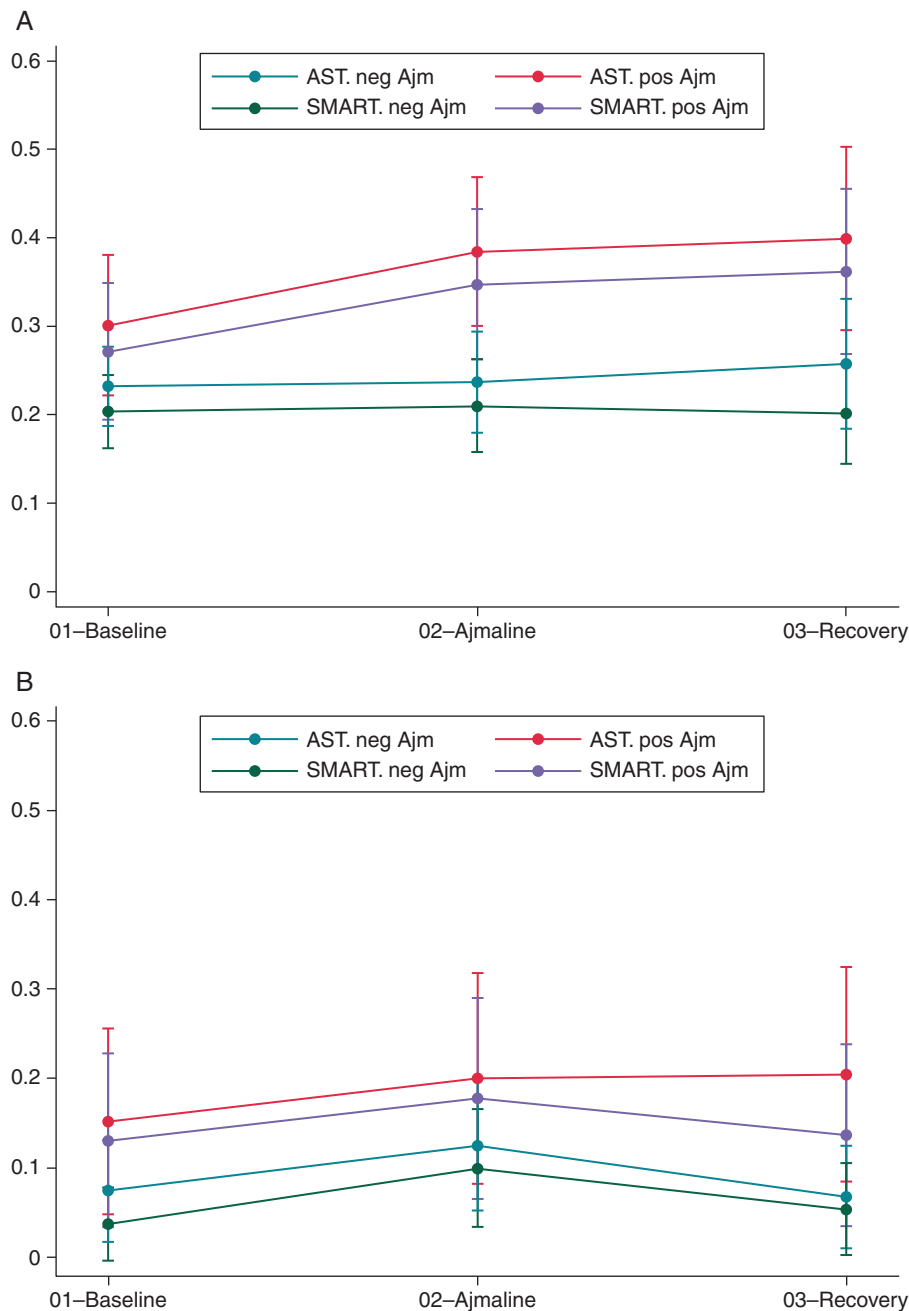 A
0.6
AST. neg Ajm AST. pos Ajm
SMART. neg Ajm SMART. pos Ajm
0.5
0.4
0.3
0.2
0.1
0
01–Baseline 02–Ajmaline 03–Recovery
B
0.6
AST. neg Ajm AST. pos Ajm
SMART. neg Ajm SMART. pos Ajm
0.5
0.4
0.3
0.2
0.1
0
01–Baseline 02–Ajmaline 03–Recovery